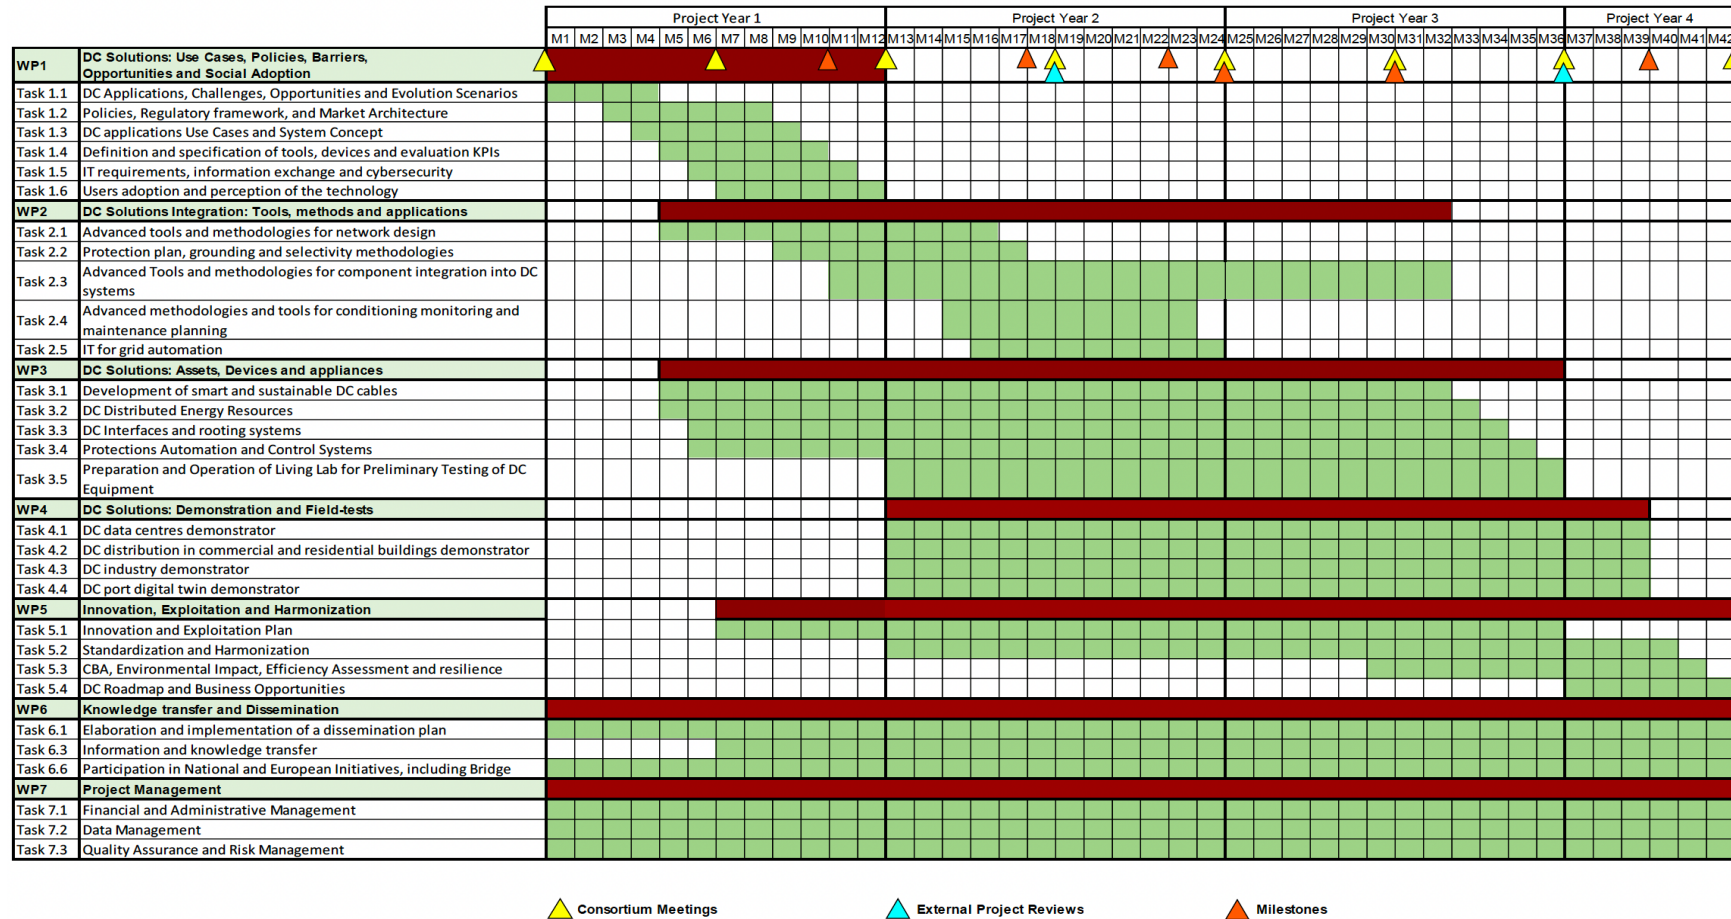 Project Year 1 Project Year 2 Project Year 3 Project Year 4
M1 M2 M3 M4 M5 M6 M7 M8 M9 M10 M11 M12 M13 M14 M15 M16 M17 M18 M19 M20 M21 M22 M23 M24 M25 M26 M27 M28 M29 M30 M31 M32 M33 M34 M35 M36 M37 M38 M39 M40 M41 M42
WP1 DC Solutions: Use Cases, Policies, Barriers,
Opportunities and Social Adoption
Task 1.1 DC Applications, Challenges, Opportunities and Evolution Scenarios
Task 1.2 Policies, Regulatory framework, and Market Architecture
Task 1.3 DC applications Use Cases and System Concept
Task 1.4 Definition and specification of tools, devices and evaluation KPIs
Task 1.5 IT requirements, information exchange and cybersecurity
Task 1.6 Users adoption and perception of the technology
WP2 DC Solutions Integration: Tools, methods and applications
Task 2.1 Advanced tools and methodologies for network design
Task 2.2 Protection plan, grounding and selectivity methodologies
Task 2.3 Advanced Tools and methodologies for component integration into DC
systems
Task 2.4 Advanced methodologies and tools for conditioning monitoring and
maintenance planning
Task 2.5 IT for grid automation
WP3 DC Solutions: Assets, Devices and appliances
Task 3.1 Development of smart and sustainable DC cables
Task 3.2 DC Distributed Energy Resources
Task 3.3 DC Interfaces and rooting systems
Task 3.4 Protections Automation and Control Systems
Task 3.5 Preparation and Operation of Living Lab for Preliminary Testing of DC
Equipment
WP4 DC Solutions: Demonstration and Field-tests
Task 4.1 DC data centres demonstrator
Task 4.2 DC distribution in commercial and residential buildings demonstrator
Task 4.3 DC industry demonstrator
Task 4.4 DC port digital twin demonstrator
WP5 Innovation, Exploitation and Harmonization
Task 5.1 Innovation and Exploitation Plan
Task 5.2 Standardization and Harmonization
Task 5.3 CBA, Environmental Impact, Efficiency Assessment and resilience
Task 5.4 DC Roadmap and Business Opportunities
WP6 Knowledge transfer and Dissemination
Task 6.1 Elaboration and implementation of a dissemination plan
Task 6.3 Information and knowledge transfer
Task 6.6 Participation in National and European Initiatives, including Bridge
WP7 Project Management
Task 7.1 Financial and Administrative Management
Task 7.2 Data Management
Task 7.3 Quality Assurance and Risk Management
Consortium Meetings External Project Reviews Milestones